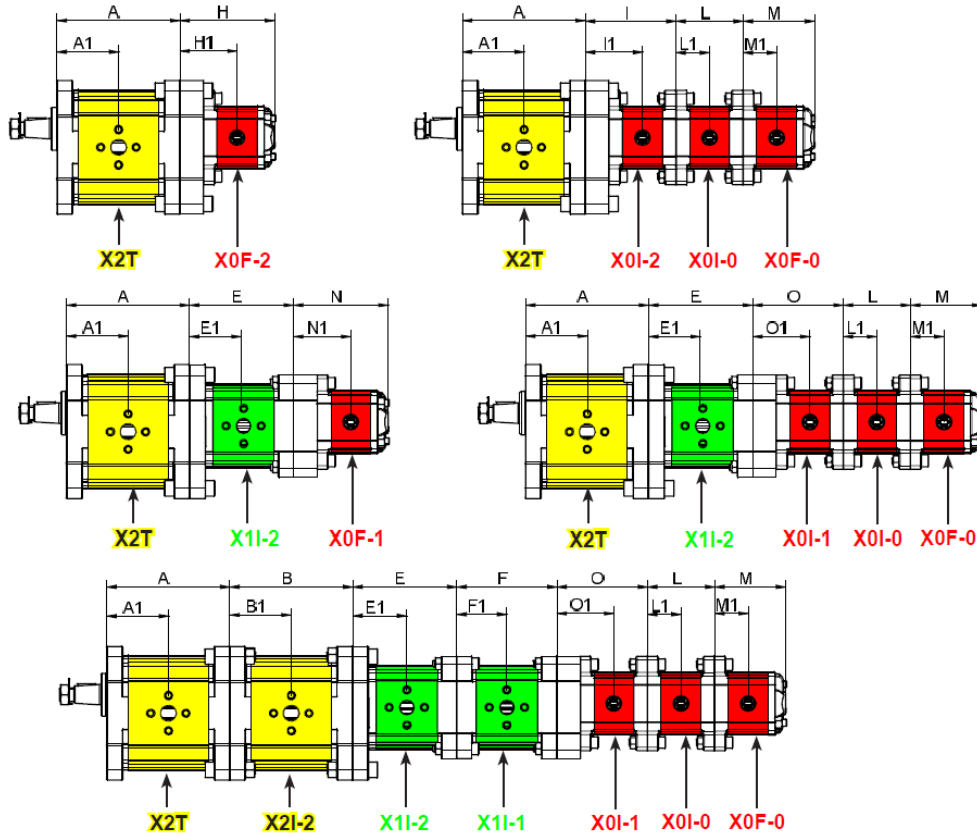 A H
A1 H1
X2T X0F-2
A I L M
A1 I1 L1 M1
X2T X0I-2 X0I-0 X0F-0
A E N
A1 E1 N1
X2T X1I-2 X0F-1
A E O L M
A1 E1 O1 L1 M1
X2T X1I-2 X0I-1 X0I-0 X0F-0
A B E F O L M
A1 B1 E1 F1 O1 L1 M1
X2T X2I-2 X1I-2 X1I-1 X0I-1 X0I-0 X0F-0